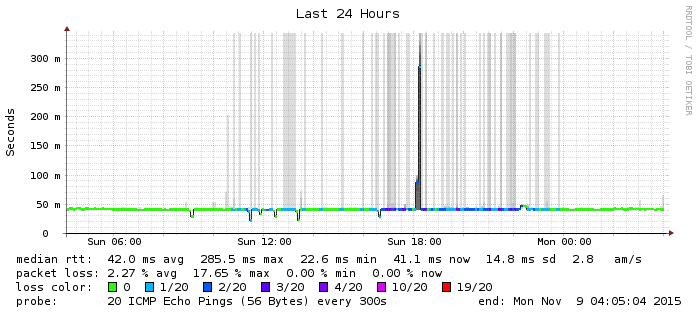 Last 24 Hours
RRDTOOL / TOBI OETIKER
Seconds
300 m
250 m
200 m
150 m
100 m
50 m
0
Sun 06:00 Sun 12:00 Sun 18:00 Mon 00:00
median rtt: 42.0 ms avg 285.5 ms max 22.6 ms min 41.1 ms now 14.8 ms sd 2.8 am/s
packet loss: 2.27 % avg 17.65 % max 0.00 % min 0.00 % now
loss color: 0 1/20 2/20 3/20 4/20 10/20 19/20
probe: 20 ICMP Echo Pings (56 Bytes) every 300s end: Mon Nov 9 04:05:04 2015